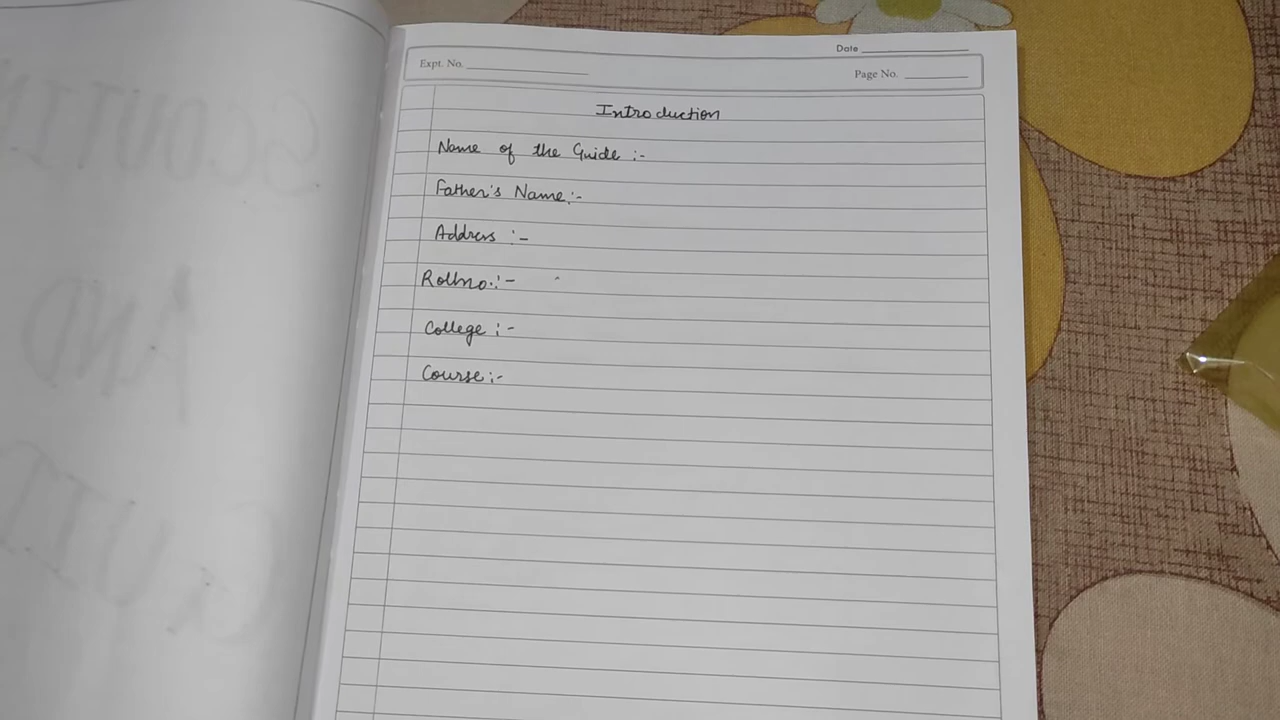 Date
Expt. No.
Page No.
Introduction
Name of the Guide :-
Father's Name:-
Address :-
Rollno.:-
College :-
Course:-